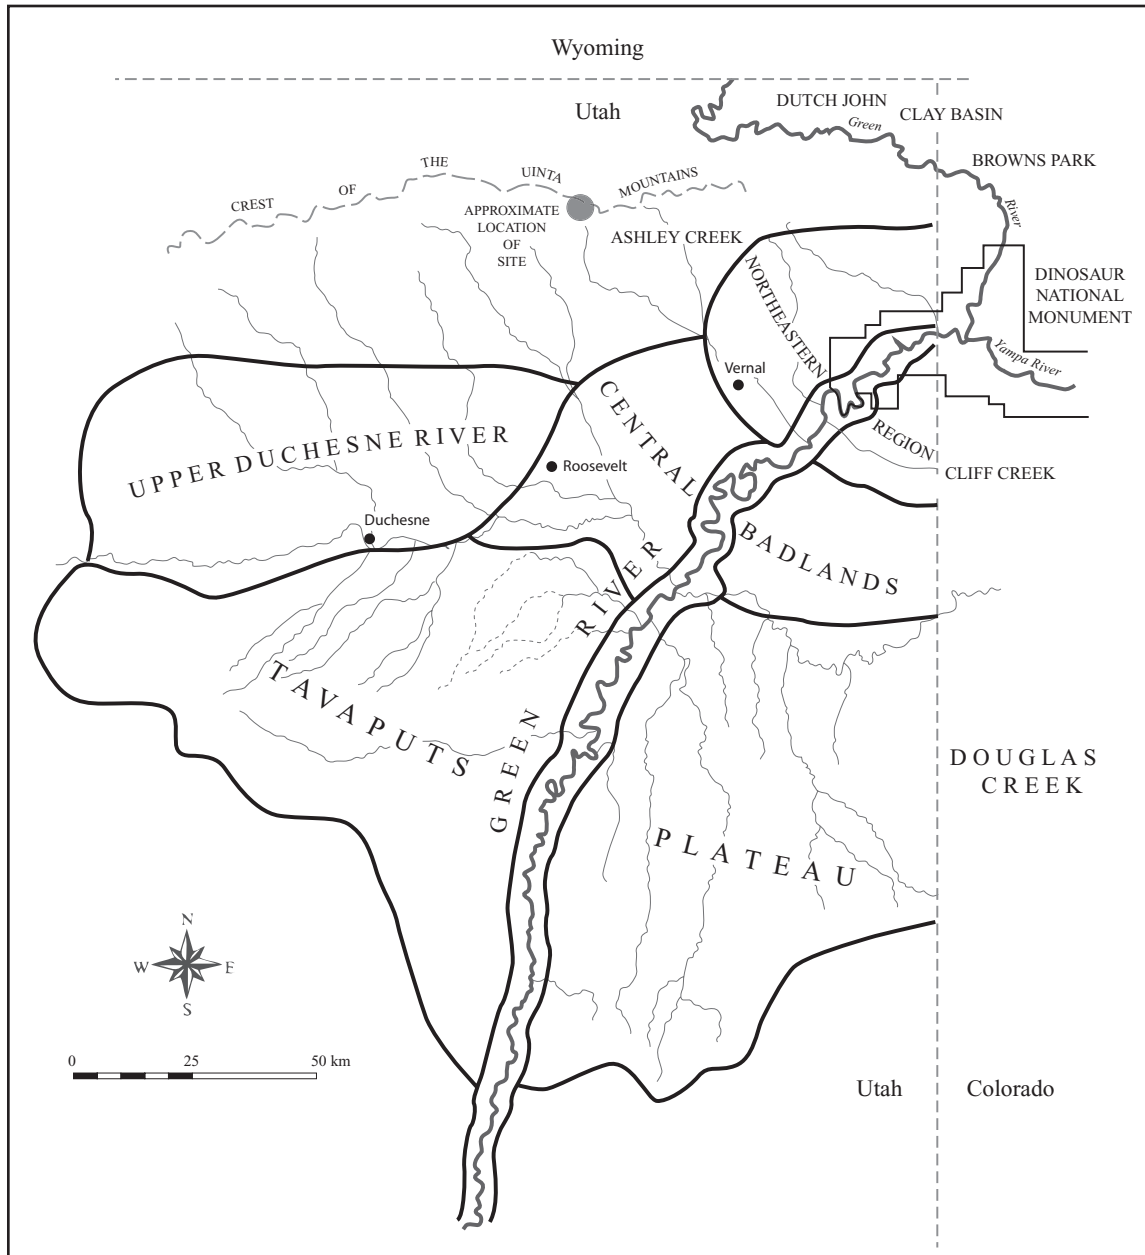 Wyoming
Utah
DUTCH JOHN
CLAY BASIN
Green
BROWNS PARK
River
CREST OF THE UINTA MOUNTAINS
APPROXIMATE
LOCATION
OF
SITE
ASHLEY CREEK
DINOSAUR
NATIONAL
MONUMENT
Yampa River
NORTHEASTERN
REGION
Vernal
CENTRAL
BADLANDS
UPPER DUCHESNE RIVER
Roosevelt
CLIFF CREEK
Duchesne
GREEN RIVER
TAVAPUTS
PLATEAU
DOUGLAS
CREEK
N
W E
S
0 25 50 km
Utah
Colorado